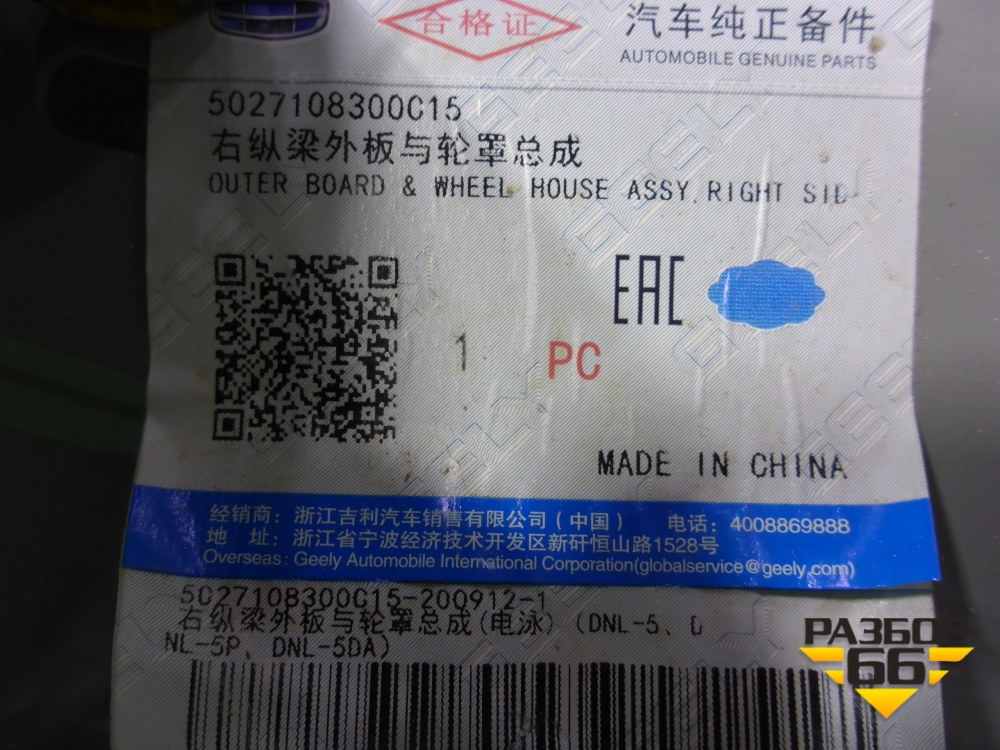 合格证
汽车纯正备件
AUTOMOBILE GENUINE PARTS
5027108300C15
右纵梁外板与轮罩总成
OUTER BOARD & WHEEL HOUSE ASSY,RIGHT SID
EAC
1 PC
MADE IN CHINA
经销商：浙江吉利汽车销售有限公司（中国） 电话：4008869888
地 址：浙江省宁波经济技术开发区新矸恒山路1528号
Overseas: Geely Automobile International Corporation(globalservice@geely.com)
5027108300C15-200912-1
右纵梁外板与轮罩总成(电泳)（DNL-5、D
NL-5P、DNL-5DA)
РАЗБОР
66